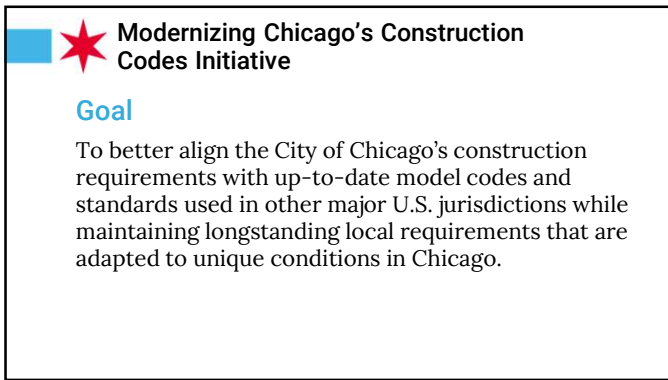 Modernizing Chicago’s Construction
Codes Initiative
Goal
To better align the City of Chicago’s construction
requirements with up-to-date model codes and
standards used in other major U.S. jurisdictions while
maintaining longstanding local requirements that are
adapted to unique conditions in Chicago.